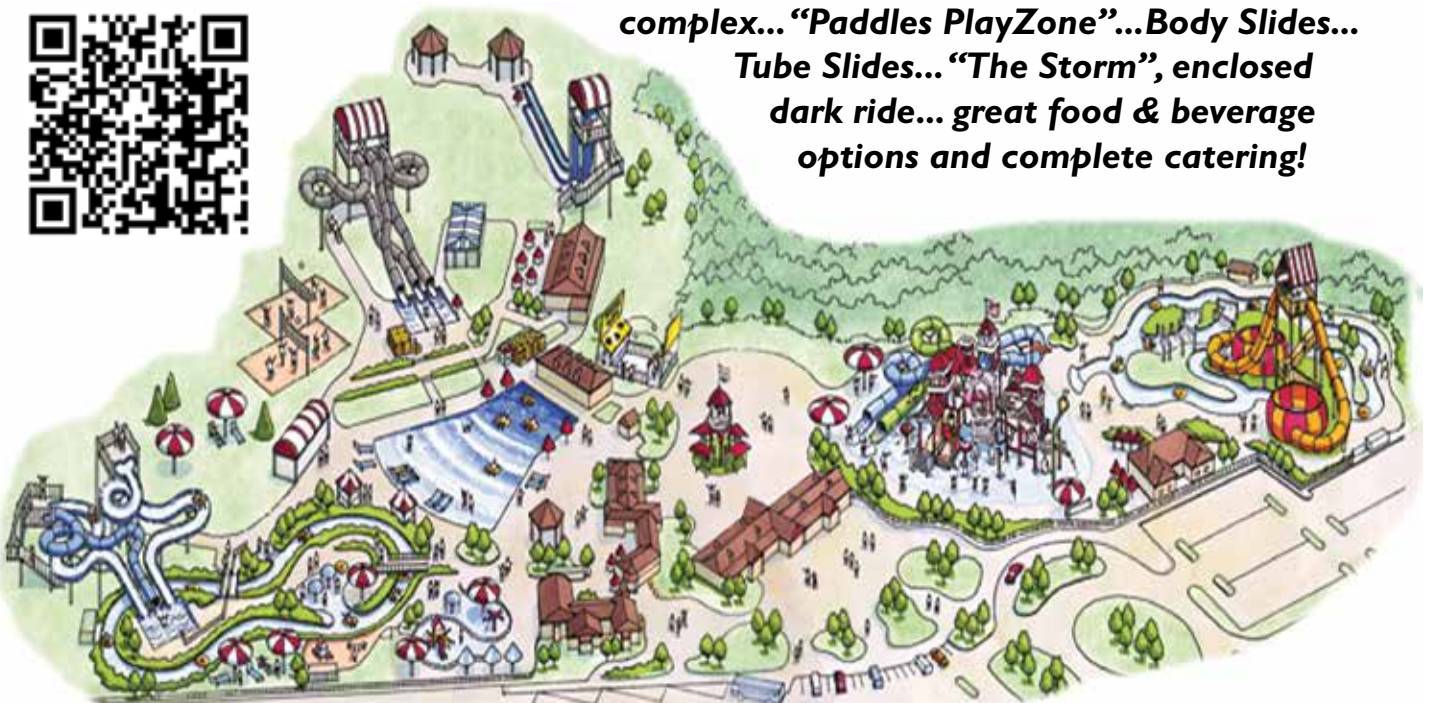 complex... “Paddles PlayZone”...Body Slides...
Tube Slides... “The Storm”, enclosed
dark ride... great food & beverage
options and complete catering!